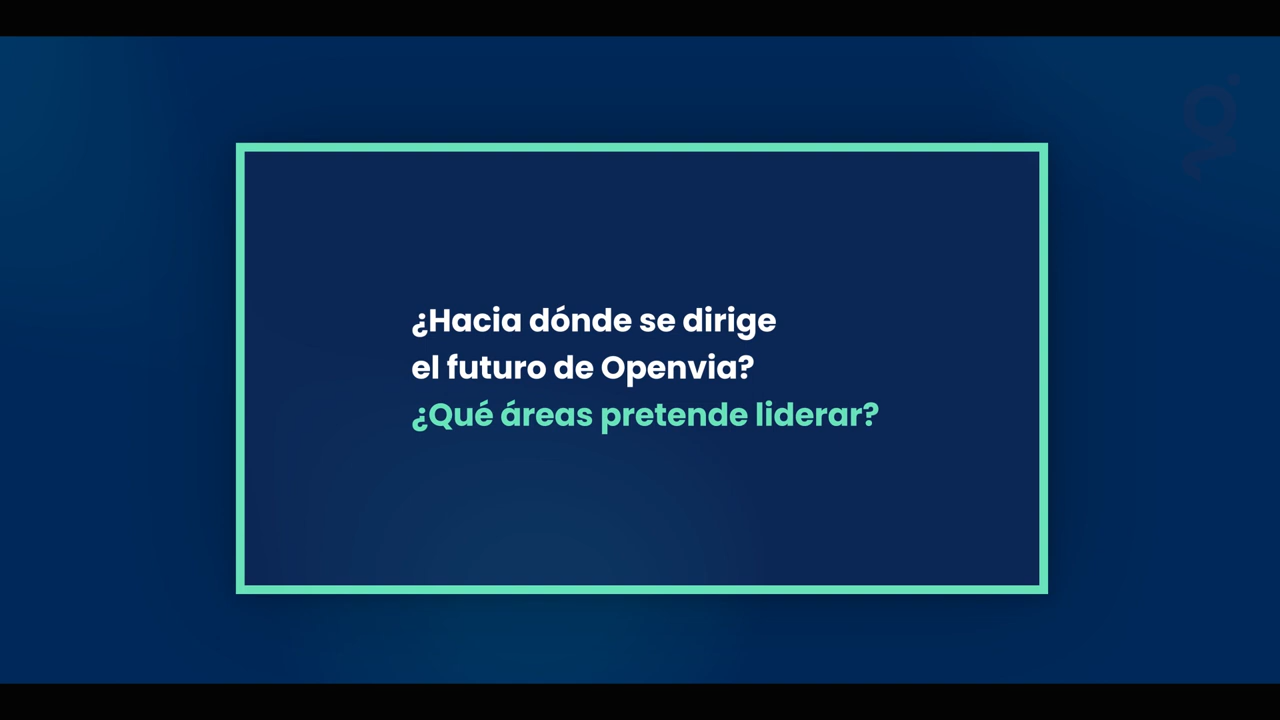 ¿Hacia dónde se dirige
el futuro de Openvia?
¿Qué áreas pretende liderar?